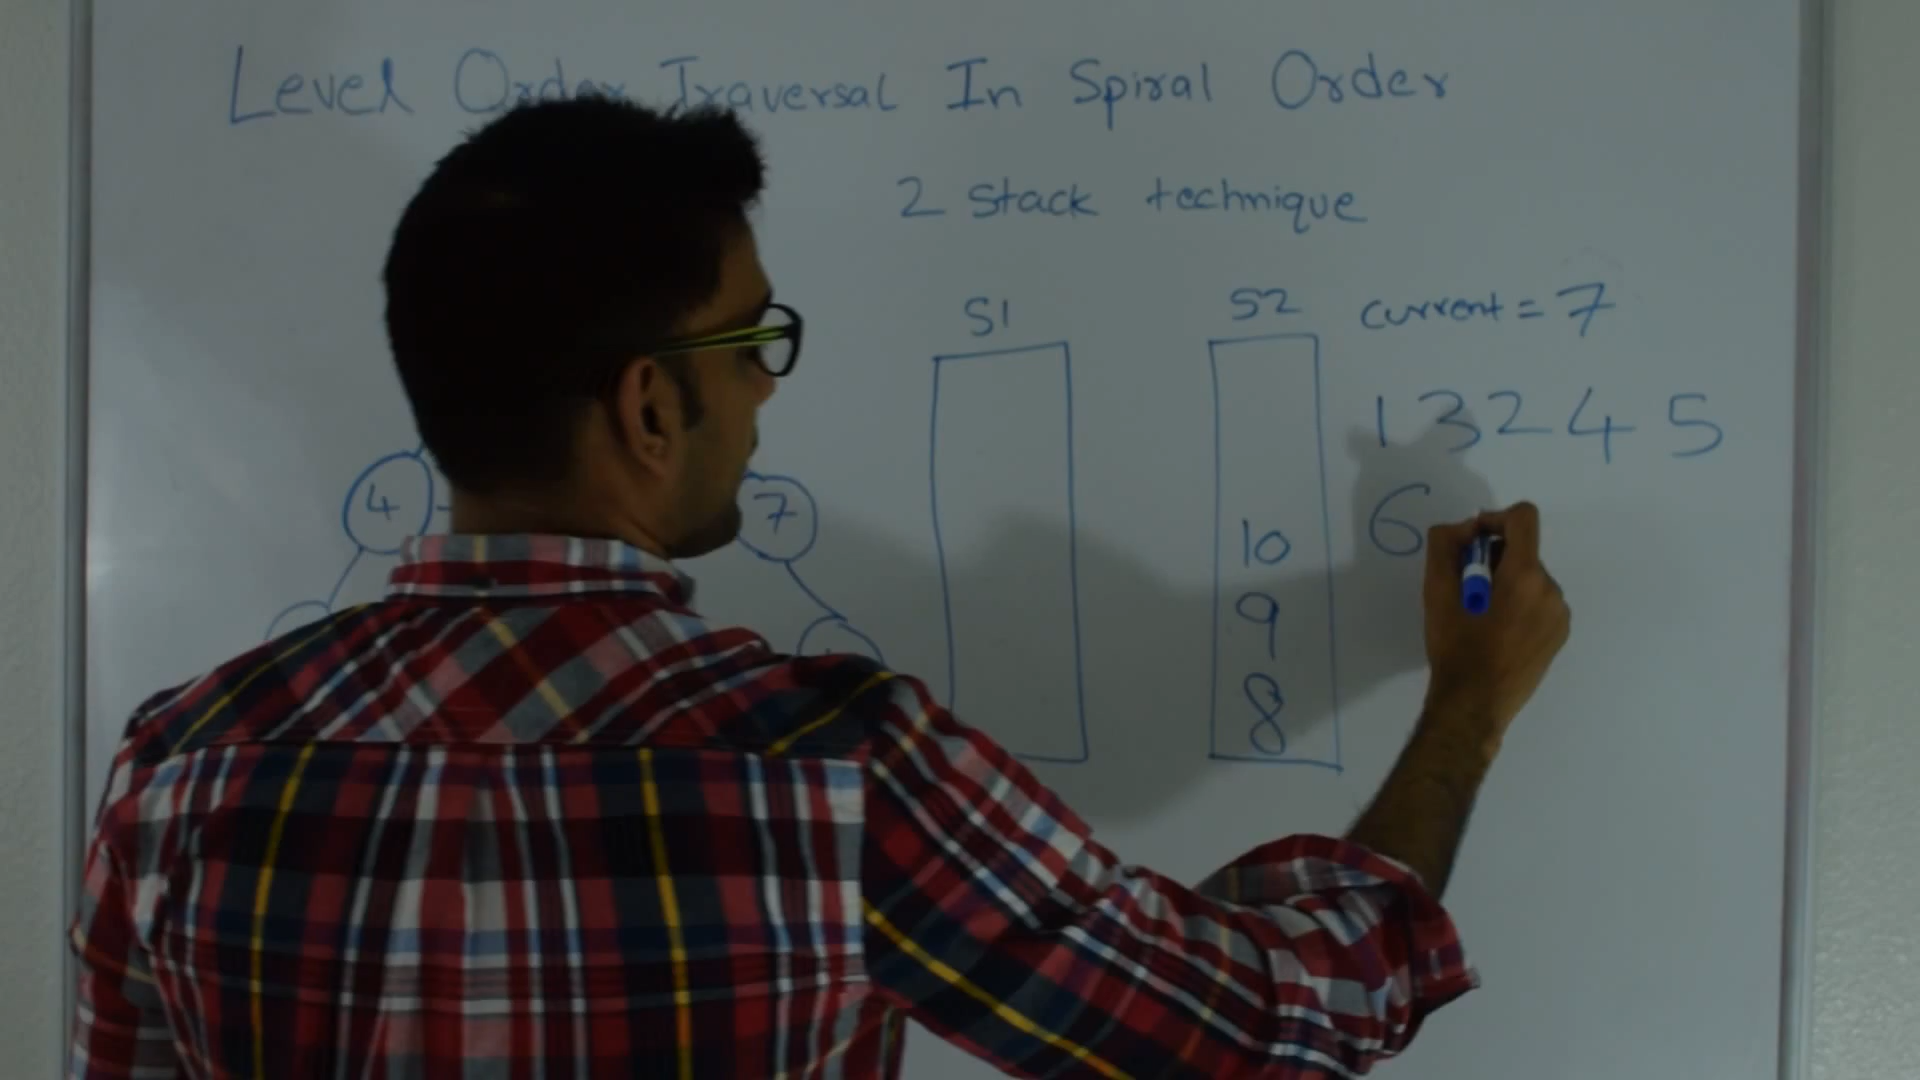 Level Order Traversal In Spiral Order
2 Stack technique
S1
S2
current = 7
1 3 2 4 5
6
4
7
10
9
8